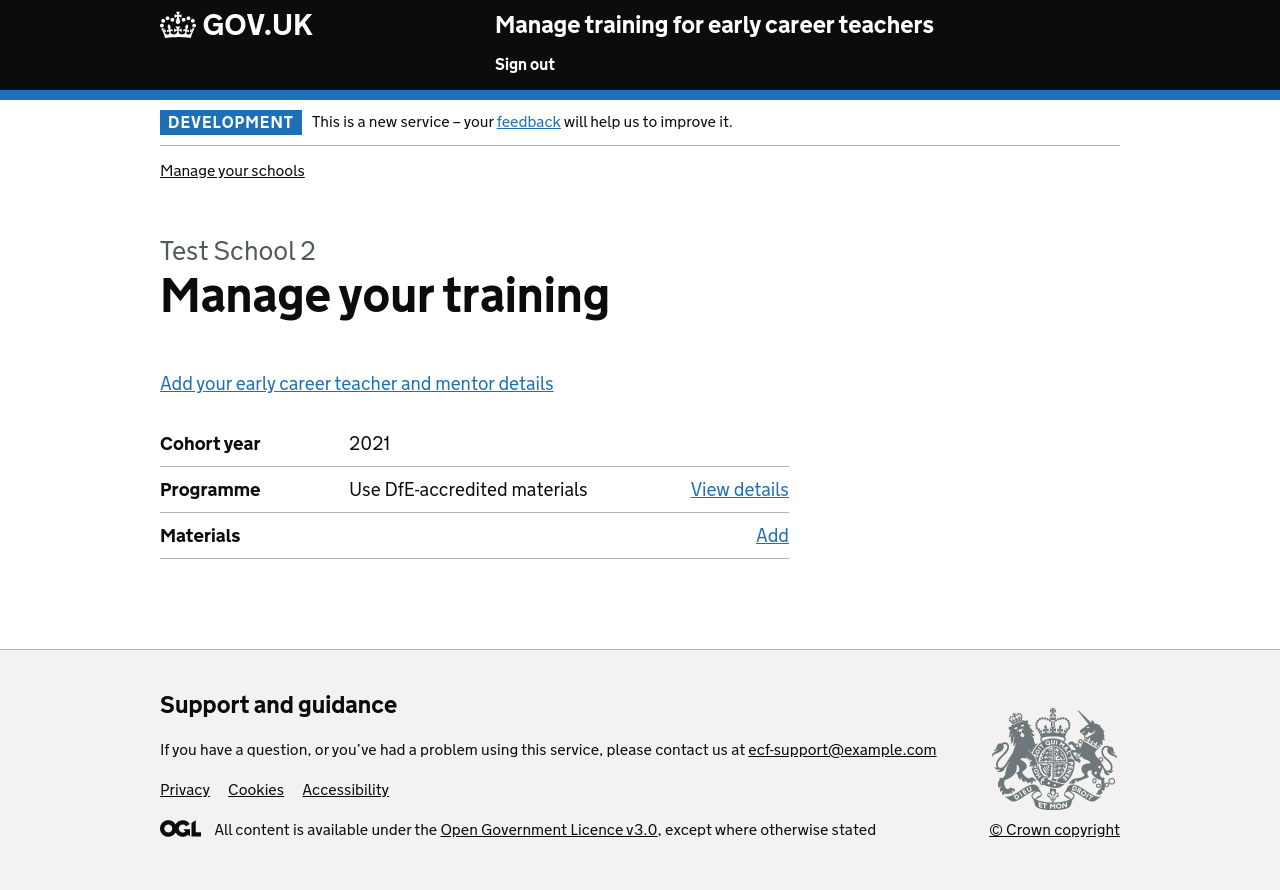 GOV.UK
Manage training for early career teachers
Sign out
DEVELOPMENT This is a new service – your feedback will help us to improve it.
Manage your schools
Test School 2
Manage your training
Add your early career teacher and mentor details
Cohort year 2021
Programme Use DfE-accredited materials View details
Materials Add
Support and guidance
If you have a question, or you’ve had a problem using this service, please contact us at ecf-support@example.com
Privacy Cookies Accessibility
OGL All content is available under the Open Government Licence v3.0, except where otherwise stated
DIEU ET MON DROIT
© Crown copyright